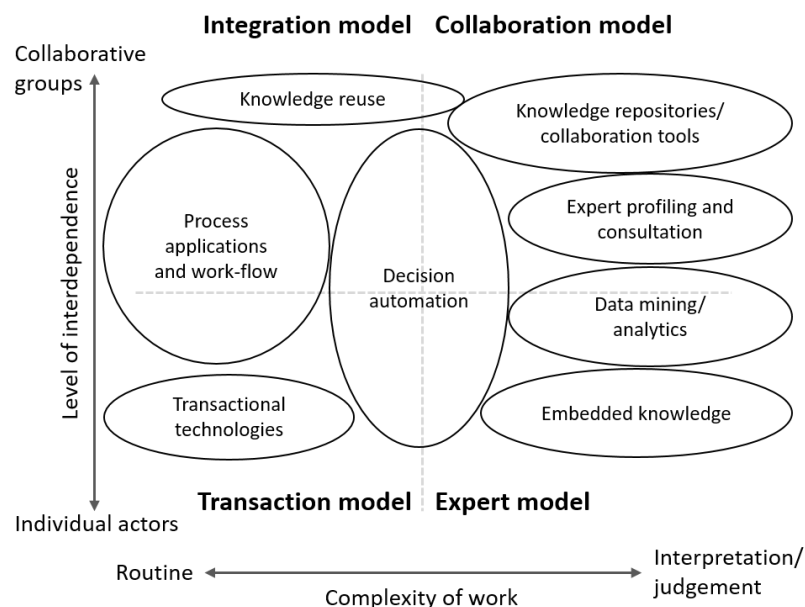 Integration model
Collaboration model
Collaborative
groups
Knowledge reuse
Knowledge repositories/
collaboration tools
Level of interdependence
Process
applications
and work-flow
Expert profiling and
consultation
Decision
automation
Data mining/
analytics
Transactional
technologies
Embedded knowledge
Transaction model
Expert model
Individual actors
Routine
Interpretation/
judgement
Complexity of work